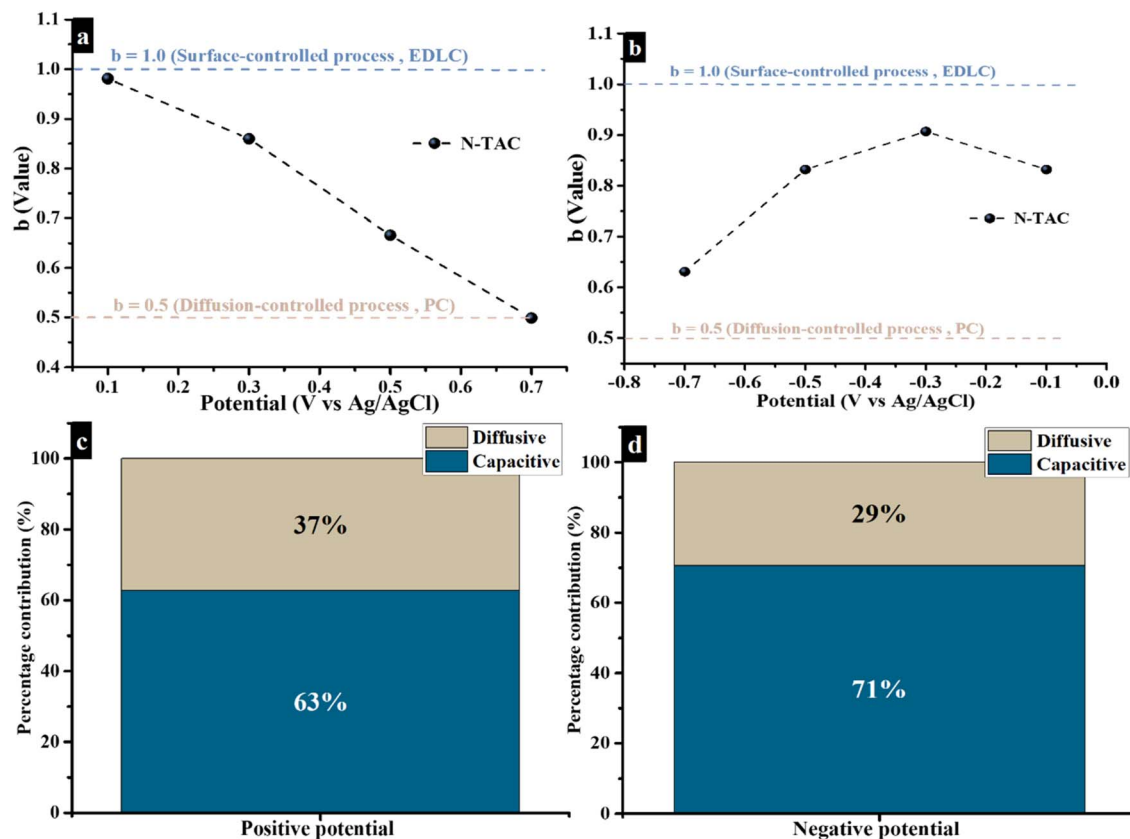 a
b = 1.0 (Surface-controlled process , EDLC)
N-TAC
b = 0.5 (Diffusion-controlled process , PC)
b (Value)
1.1
1.0
0.9
0.8
0.7
0.6
0.5
0.4
0.1 0.2 0.3 0.4 0.5 0.6 0.7
Potential (V vs Ag/AgCl)
b
b = 1.0 (Surface-controlled process , EDLC)
N-TAC
b = 0.5 (Diffusion-controlled process , PC)
b (Value)
1.1
1.0
0.9
0.8
0.7
0.6
0.5
-0.8 -0.7 -0.6 -0.5 -0.4 -0.3 -0.2 -0.1 0.0
Potential (V vs Ag/AgCl)
c
Diffusive
Capacitive
37%
63%
Percentage contribution (%)
100
80
60
40
20
0
Positive potential
d
Diffusive
Capacitive
29%
71%
Percentage contribution (%)
100
80
60
40
20
0
Negative potential